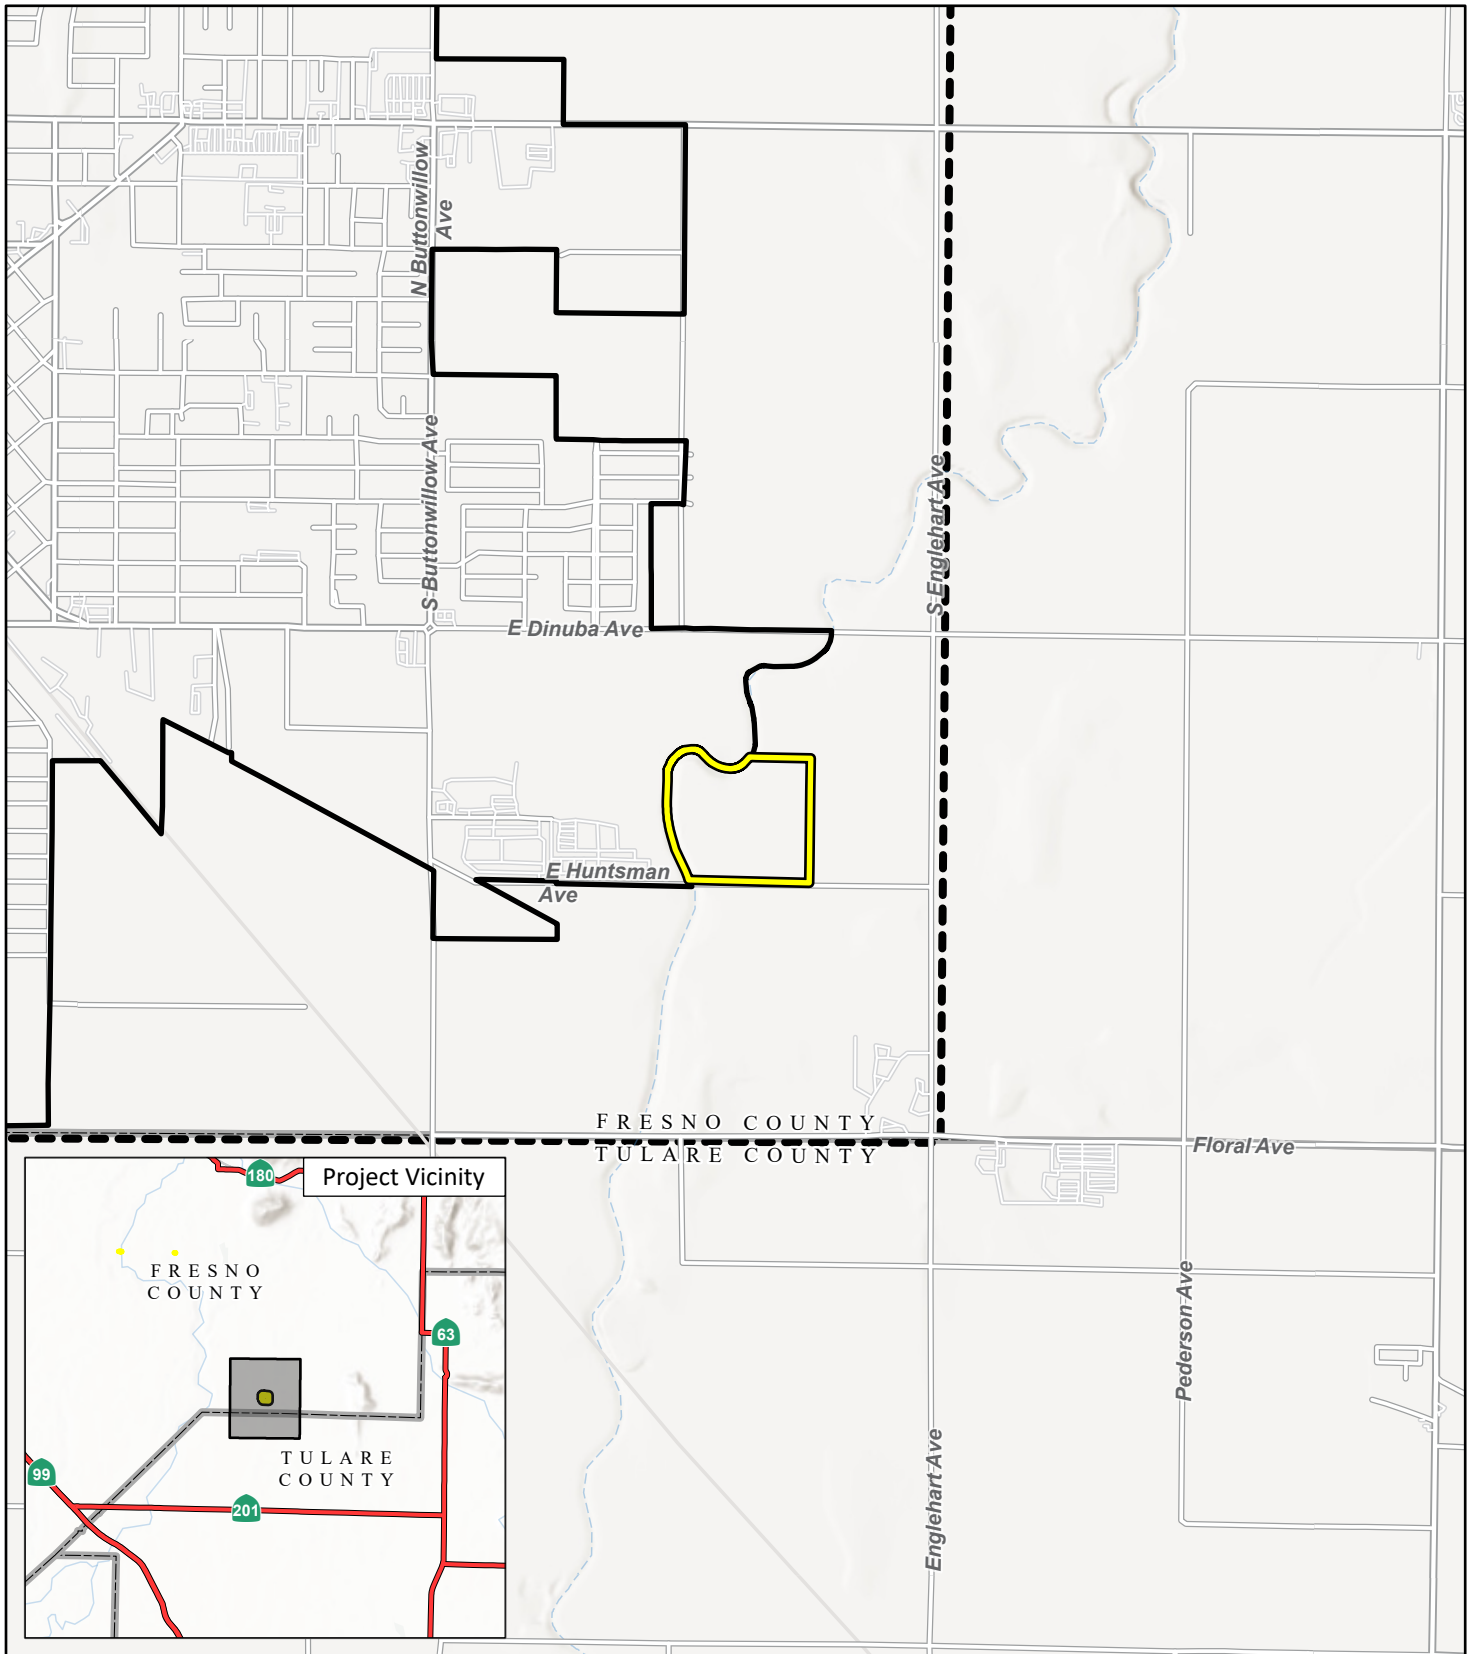 N Buttonwillow
Ave
S Buttonwillow Ave
S Englehart Ave
E Dinuba Ave
E Huntsman
Ave
FRESNO COUNTY
TULARE COUNTY
Floral Ave
Pederson Ave
Englehart Ave
Project Vicinity
180
FRESNO
COUNTY
63
TULARE
COUNTY
99
201